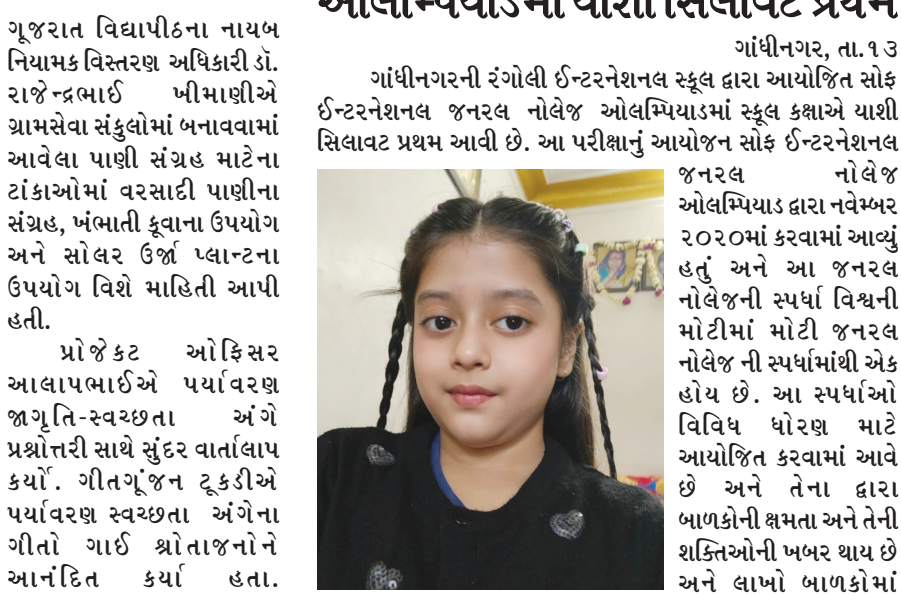 ગૂજરાત વિદ્યાપીઠના નાયબ
નિયામક વિસ્તરણ અધિકારી ડૉ.
રાજેન્દ્રભાઈ ખીમાણીએ
ગ્રામસેવા સંકુલોમાં બનાવવામાં
આવેલા પાણી સંગ્રહ માટેના
ટાંકાઓમાં વરસાદી પાણીના
સંગ્રહ, ખંભાતી કૂવાના ઉપયોગ
અને સોલર ઉર્જા પ્લાન્ટના
ઉપયોગ વિશે માહિતી આપી
હતી.
પ્રોજેકટ ઓફિસર
આલાપભાઈએ પર્યાવરણ
જાગૃતિ-સ્વચ્છતા અંગે
પ્રશ્નોત્તરી સાથે સુંદર વાર્તાલાપ
કર્યો. ગીતગૂંજન ટૂકડીએ
પર્યાવરણ સ્વચ્છતા અંગેના
ગીતો ગાઈ શ્રોતાજનોને
આનંદિત કર્યા હતા.
ઓલમ્પિયાડમાં યાશી સિલાવટ પ્રથમ
ગાંધીનગર, તા.૧૩
ગાંધીનગરની રંગોલી ઈન્ટરનેશનલ સ્કૂલ દ્વારા આયોજિત સોફ
ઈન્ટરનેશનલ જનરલ નોલેજ ઓલમ્પિયાડમાં સ્કૂલ કક્ષાએ યાશી
સિલાવટ પ્રથમ આવી છે. આ પરીક્ષાનું આયોજન સોફ ઈન્ટરનેશનલ
જનરલ નોલેજ
ઓલમ્પિયાડ દ્વારા નવેમ્બર
૨૦૨૦માં કરવામાં આવ્યું
હતું અને આ જનરલ
નોલેજની સ્પર્ધા વિશ્વની
મોટીમાં મોટી જનરલ
નોલેજ ની સ્પર્ધામાંથી એક
હોય છે. આ સ્પર્ધાઓ
વિવિધ ધોરણ માટે
આયોજિત કરવામાં આવે
છે અને તેના દ્વારા
બાળકોની ક્ષમતા અને તેની
શક્તિઓની ખબર થાય છે
અને લાખો બાળકોમાં